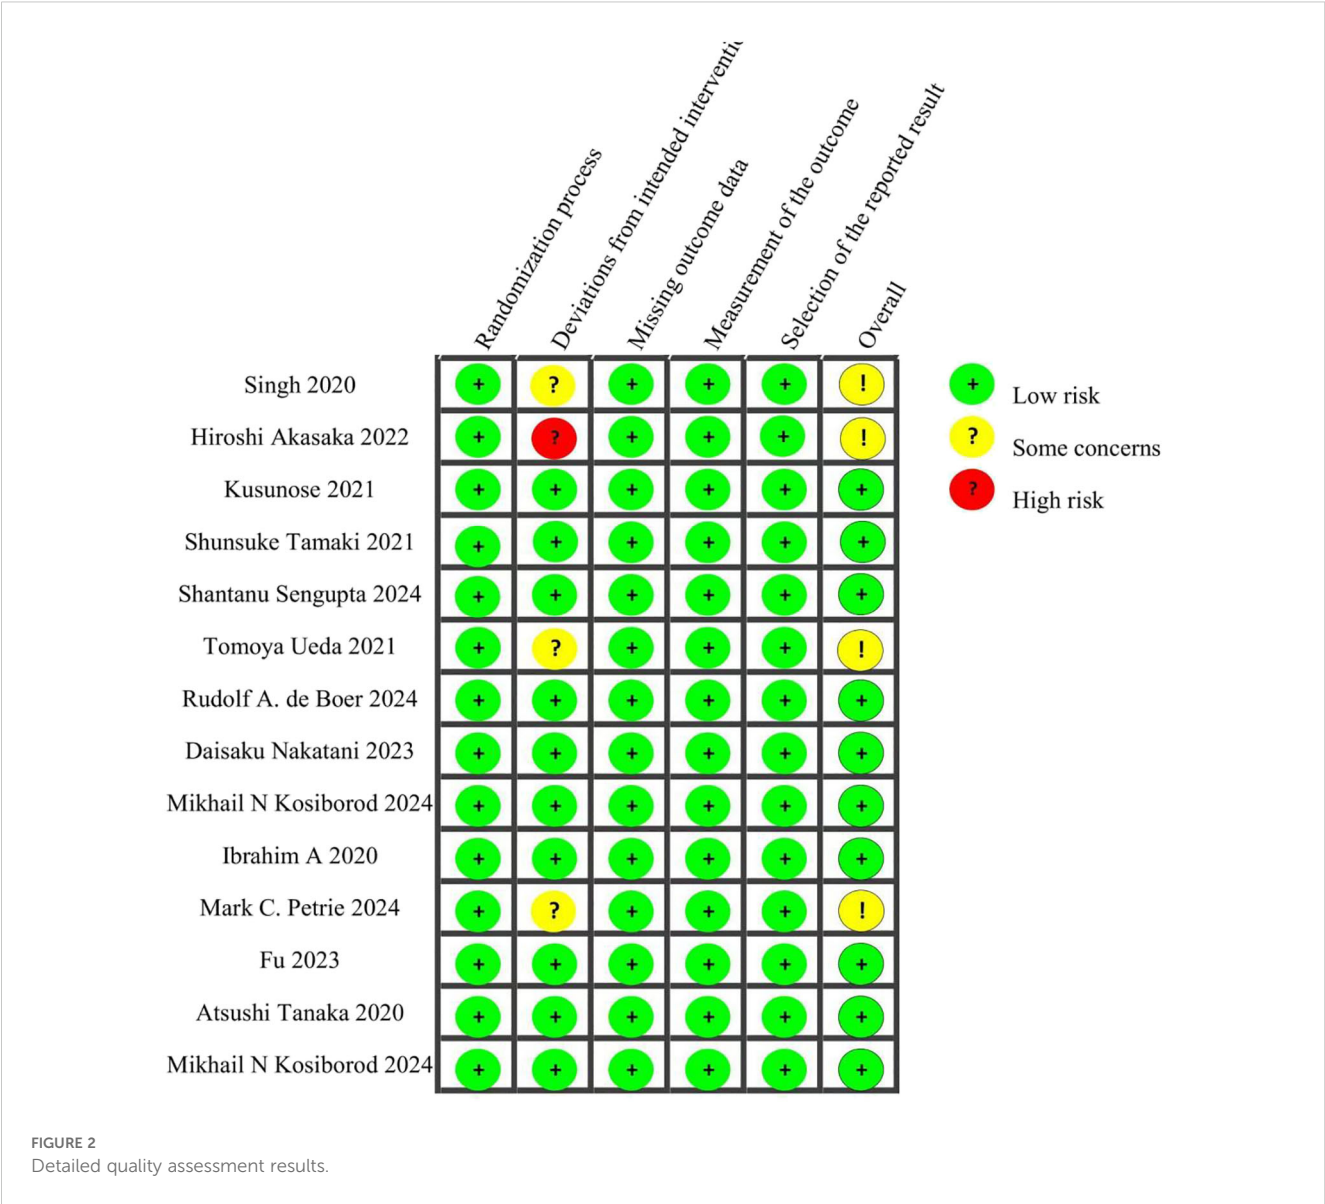 Randomization process
Deviations from intended
Missing outcome data
Measurement of the outcome
Selection of the reported result
Overall
Singh 2020 + ? + + + !
Hiroshi Akasaka 2022 + ? + + + !
Kusunose 2021 + + + + + +
Shunsuke Tamaki 2021 + + + + + +
Shantanu Sengupta 2024 + + + + + +
Tomoya Ueda 2021 + ? + + + !
Rudolf A. de Boer 2024 + + + + + +
Daisaku Nakatani 2023 + + + + + +
Mikhail N Kosiborod 2024 + + + + + +
Ibrahim A 2020 + + + + + +
Mark C. Petrie 2024 + ? + + + !
Fu 2023 + + + + + +
Atsushi Tanaka 2020 + + + + + +
Mikhail N Kosiborod 2024 + + + + + +
+ Low risk
? Some concerns
? High risk
FIGURE 2
Detailed quality assessment results.